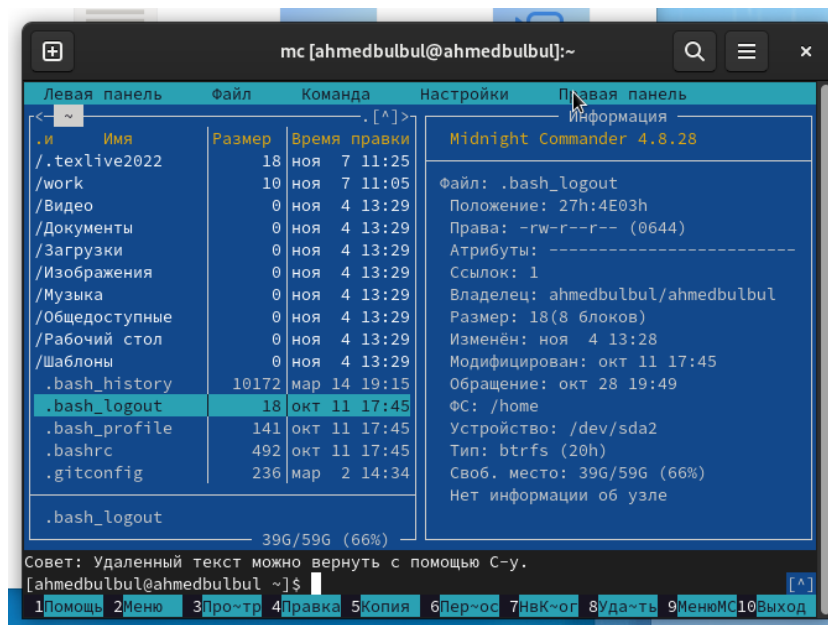 mc [ahmedbulbul@ahmedbulbul]:~
Левая панель Файл Команда Настройки Правая панель
<─ ~ .[^]>
.и Имя Размер Время правки
/.texlive2022 18 ноя 7 11:25
/work 10 ноя 7 11:05
/Видео 0 ноя 4 13:29
/Документы 0 ноя 4 13:29
/Загрузки 0 ноя 4 13:29
/Изображения 0 ноя 4 13:29
/Музыка 0 ноя 4 13:29
/Общедоступные 0 ноя 4 13:29
/Рабочий стол 0 ноя 4 13:29
/Шаблоны 0 ноя 4 13:29
.bash_history 10172 мар 14 19:15
.bash_logout 18 окт 11 17:45
.bash_profile 141 окт 11 17:45
.bashrc 492 окт 11 17:45
.gitconfig 236 мар 2 14:34
.bash_logout
39G/59G (66%)
Информация
Midnight Commander 4.8.28
Файл: .bash_logout
Положение: 27h:4E03h
Права: -rw-r--r-- (0644)
Атрибуты: -------------------------
Ссылок: 1
Владелец: ahmedbulbul/ahmedbulbul
Размер: 18(8 блоков)
Изменён: ноя 4 13:28
Модифицирован: окт 11 17:45
Обращение: окт 28 19:49
ФС: /home
Устройство: /dev/sda2
Тип: btrfs (20h)
Своб. место: 39G/59G (66%)
Нет информации об узле
Совет: Удаленный текст можно вернуть с помощью C-y.
[ahmedbulbul@ahmedbulbul ~]$ [^]
1Помощь 2Меню 3Про~тр 4Правка 5Копия 6Пер~ос 7НвК~ог 8Уда~ть 9МенюMC 10Выход